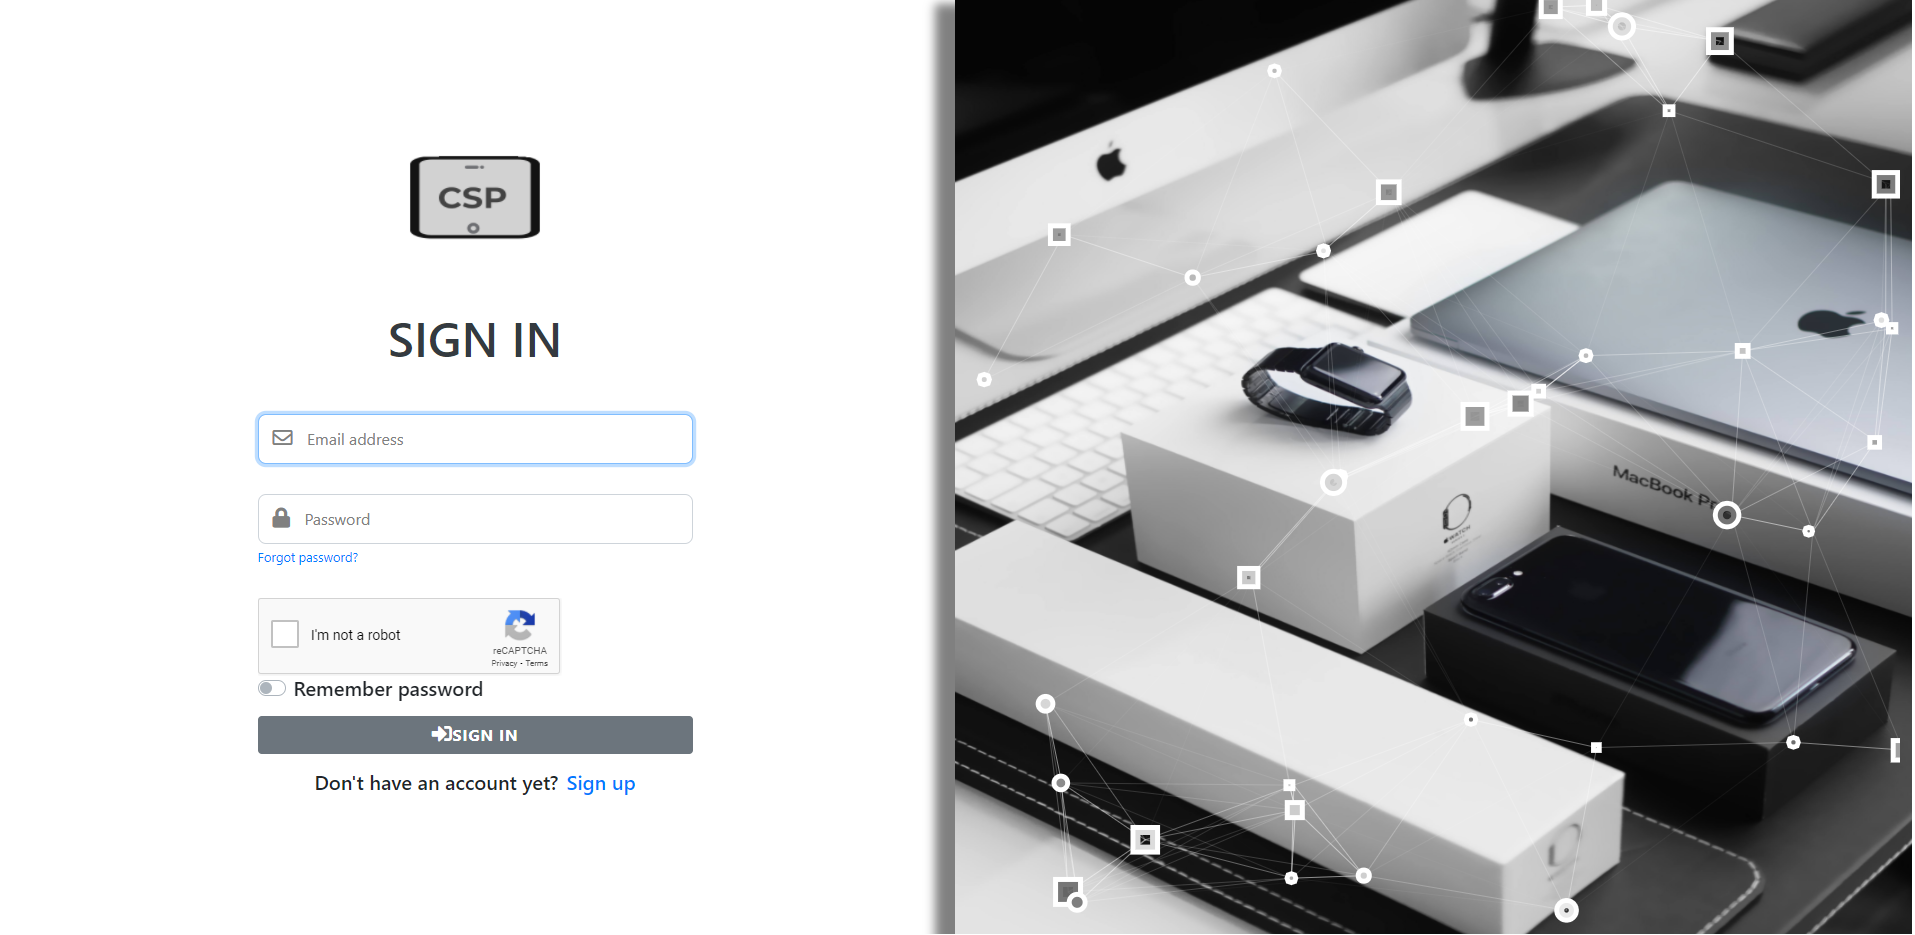 CSP
SIGN IN
Email address
Password
Forgot password?
I'm not a robot
reCAPTCHA
Privacy - Terms
Remember password
SIGN IN
Don't have an account yet? Sign up
MacBook
WATCH